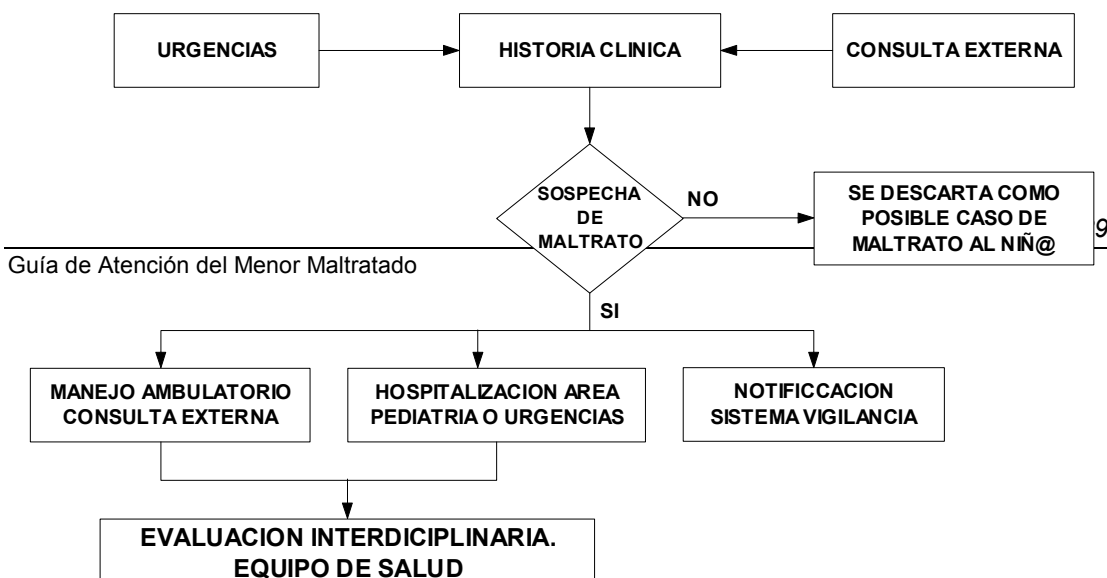 URGENCIAS
HISTORIA CLINICA
CONSULTA EXTERNA
SOSPECHA
DE
MALTRATO
NO
SE DESCARTA COMO
POSIBLE CASO DE
MALTRATO AL NIÑ@
9
Guía de Atención del Menor Maltratado
SI
MANEJO AMBULATORIO
CONSULTA EXTERNA
HOSPITALIZACION AREA
PEDIATRIA O URGENCIAS
NOTIFICCACION
SISTEMA VIGILANCIA
EVALUACION INTERDICIPLINARIA.
EQUIPO DE SALUD